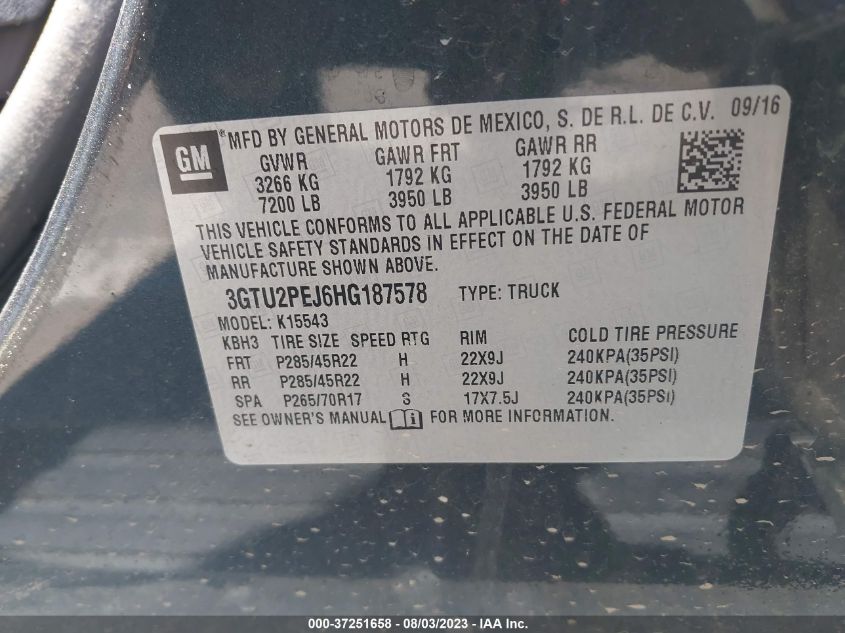 GM ® MFD BY GENERAL MOTORS DE MEXICO, S. DE R.L. DE C.V. 09/16
GVWR GAWR FRT GAWR RR
3266 KG 1792 KG 1792 KG
7200 LB 3950 LB 3950 LB
THIS VEHICLE CONFORMS TO ALL APPLICABLE U.S. FEDERAL MOTOR
VEHICLE SAFETY STANDARDS IN EFFECT ON THE DATE OF
MANUFACTURE SHOWN ABOVE.
3GTU2PEJ6HG187578 TYPE: TRUCK
MODEL: K15543
KBH3 TIRE SIZE SPEED RTG RIM COLD TIRE PRESSURE
FRT P285/45R22 H 22X9J 240KPA(35PSI)
RR P285/45R22 H 22X9J 240KPA(35PSI)
SPA P265/70R17 S 17X7.5J 240KPA(35PSI)
SEE OWNER'S MANUAL FOR MORE INFORMATION.
000-37251658 - 08/03/2023 - IAA Inc.